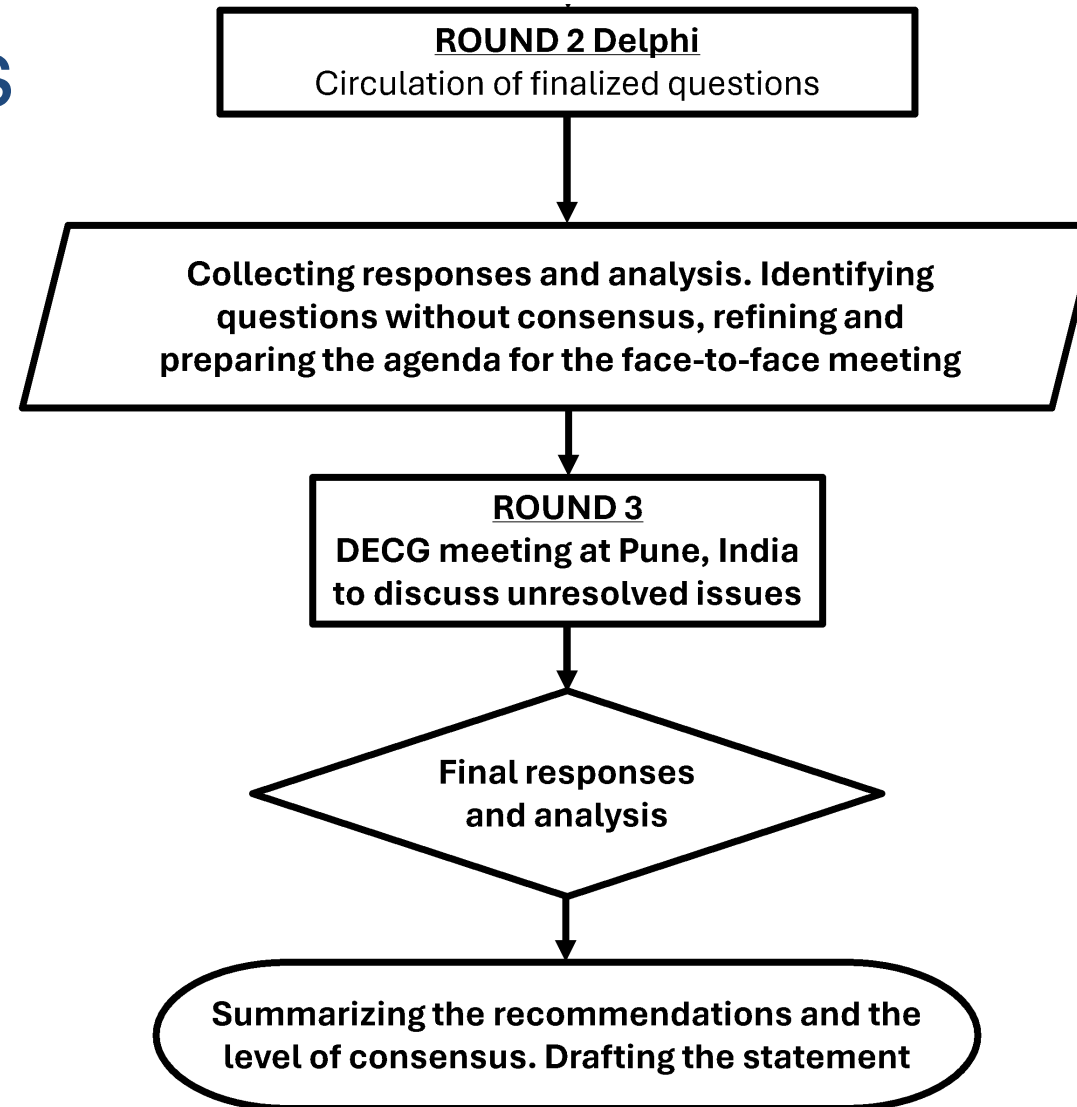 s
ROUND 2 Delphi
Circulation of finalized questions
Collecting responses and analysis. Identifying
questions without consensus, refining and
preparing the agenda for the face-to-face meeting
ROUND 3
DECG meeting at Pune, India
to discuss unresolved issues
Final responses
and analysis
Summarizing the recommendations and the
level of consensus. Drafting the statement